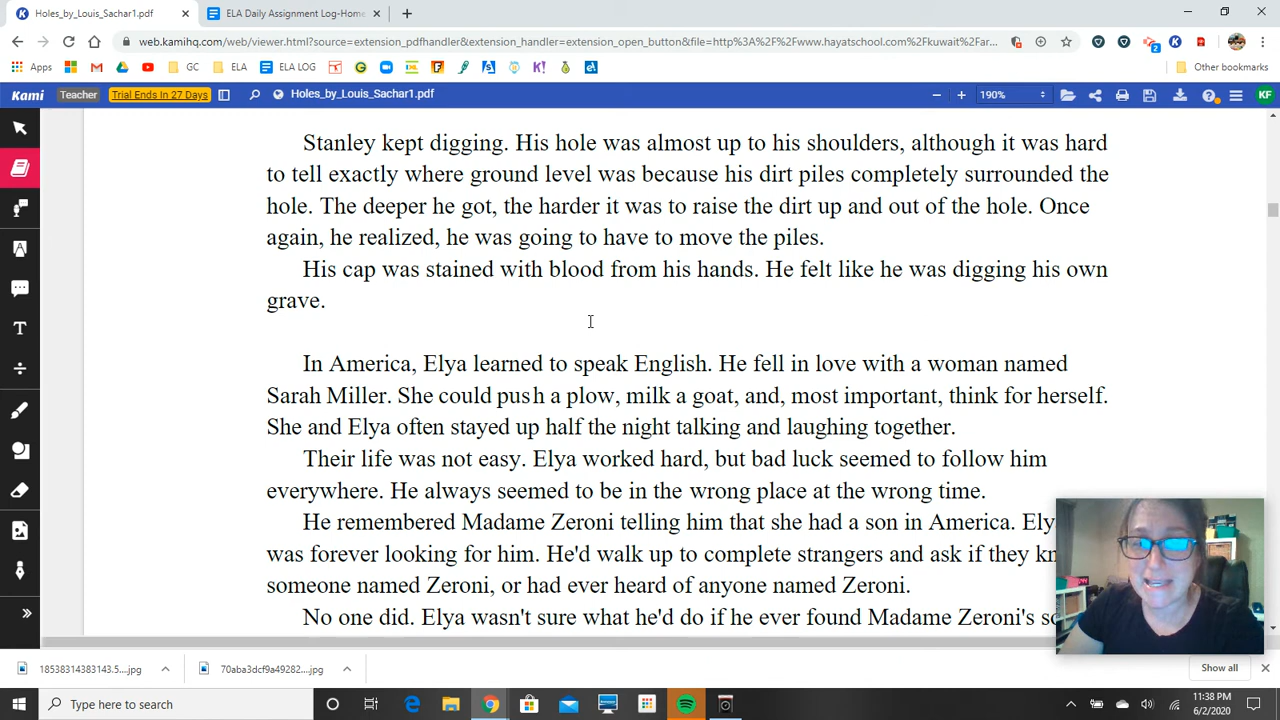 Holes_by_Louis_Sachar1.pdf
ELA Daily Assignment Log-Home
web.kamihq.com/web/viewer.html?source=extension_pdfhandler&extension_handler=extension_open_button&file=http%3A%2F%2Fwww.hayatschool.com%2Fkuwait%2Far...
Apps GC ELA ELA LOG Other bookmarks
Kami Teacher Trial Ends In 27 Days Holes_by_Louis_Sachar1.pdf 190% KF
Stanley kept digging. His hole was almost up to his shoulders, although it was hard
to tell exactly where ground level was because his dirt piles completely surrounded the
hole. The deeper he got, the harder it was to raise the dirt up and out of the hole. Once
again, he realized, he was going to have to move the piles.
His cap was stained with blood from his hands. He felt like he was digging his own
grave.
In America, Elya learned to speak English. He fell in love with a woman named
Sarah Miller. She could push a plow, milk a goat, and, most important, think for herself.
She and Elya often stayed up half the night talking and laughing together.
Their life was not easy. Elya worked hard, but bad luck seemed to follow him
everywhere. He always seemed to be in the wrong place at the wrong time.
He remembered Madame Zeroni telling him that she had a son in America. Ely
was forever looking for him. He'd walk up to complete strangers and ask if they kn
someone named Zeroni, or had ever heard of anyone named Zeroni.
No one did. Elya wasn't sure what he'd do if he ever found Madame Zeroni's so
18538314383143.5....jpg
70aba3dcf9a49282....jpg
Show all
Type here to search
11:38 PM
6/2/2020